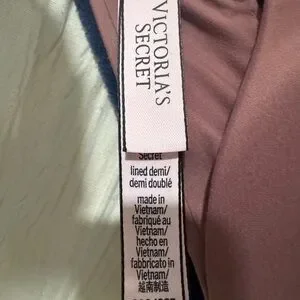 VICTORIA'S
SECRET
Secret
lined demi/
demi doublé
made in
Vietnam/
fabriqué au
Vietnam/
hecho en
Vietnam/
fabbricato in
Vietnam/
越南制造